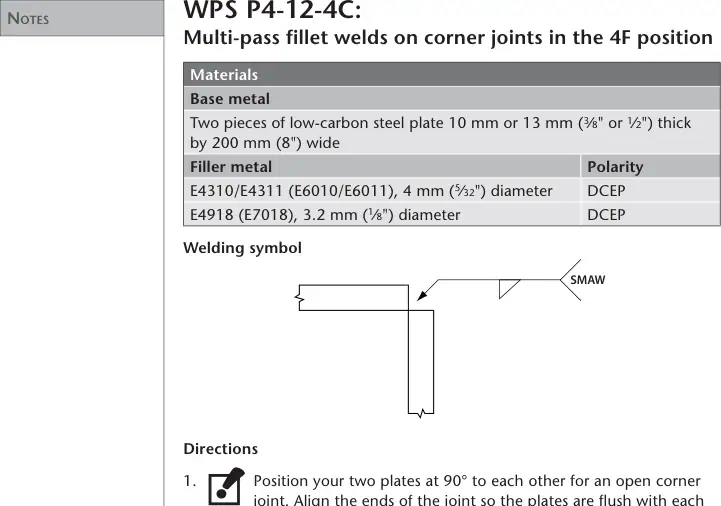 NOTES
WPS P4-12-4C:
Multi-pass fillet welds on corner joints in the 4F position
Materials
Base metal
Two pieces of low-carbon steel plate 10 mm or 13 mm (3⁄8" or 1⁄2") thick
by 200 mm (8") wide
Filler metal Polarity
E4310/E4311 (E6010/E6011), 4 mm (5⁄32") diameter DCEP
E4918 (E7018), 3.2 mm (1⁄8") diameter DCEP
Welding symbol
SMAW
Directions
1. Position your two plates at 90° to each other for an open corner
joint. Align the ends of the joint so the plates are flush with each